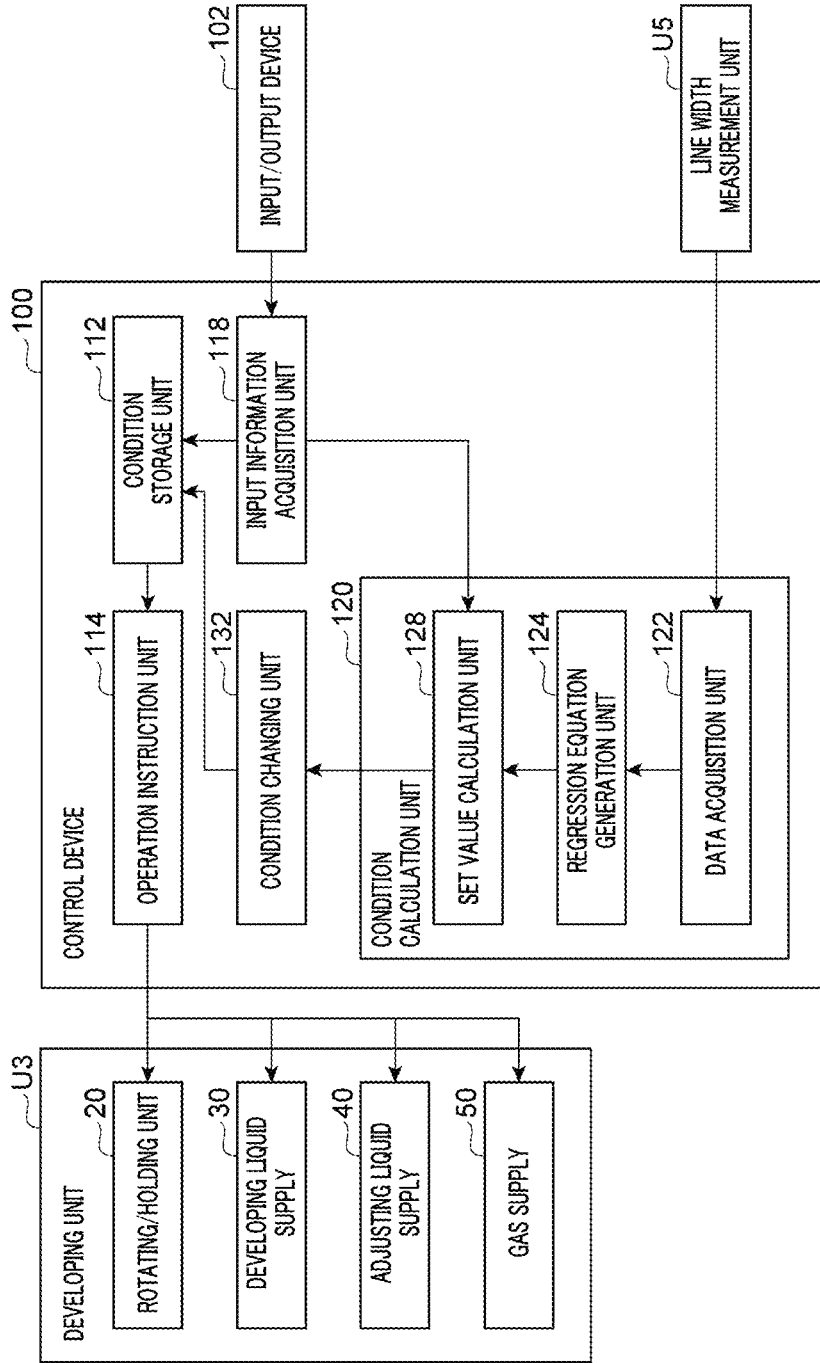 U3
DEVELOPING UNIT
20
ROTATING/HOLDING UNIT
30
DEVELOPING LIQUID
SUPPLY
40
ADJUSTING LIQUID
SUPPLY
50
GAS SUPPLY
100
CONTROL DEVICE
114
OPERATION INSTRUCTION UNIT
112
CONDITION
STORAGE UNIT
132
CONDITION CHANGING UNIT
118
INPUT INFORMATION
ACQUISITION UNIT
120
CONDITION
CALCULATION UNIT
128
SET VALUE CALCULATION UNIT
124
REGRESSION EQUATION
GENERATION UNIT
122
DATA ACQUISITION UNIT
102
INPUT/OUTPUT DEVICE
U5
LINE WIDTH
MEASUREMENT UNIT